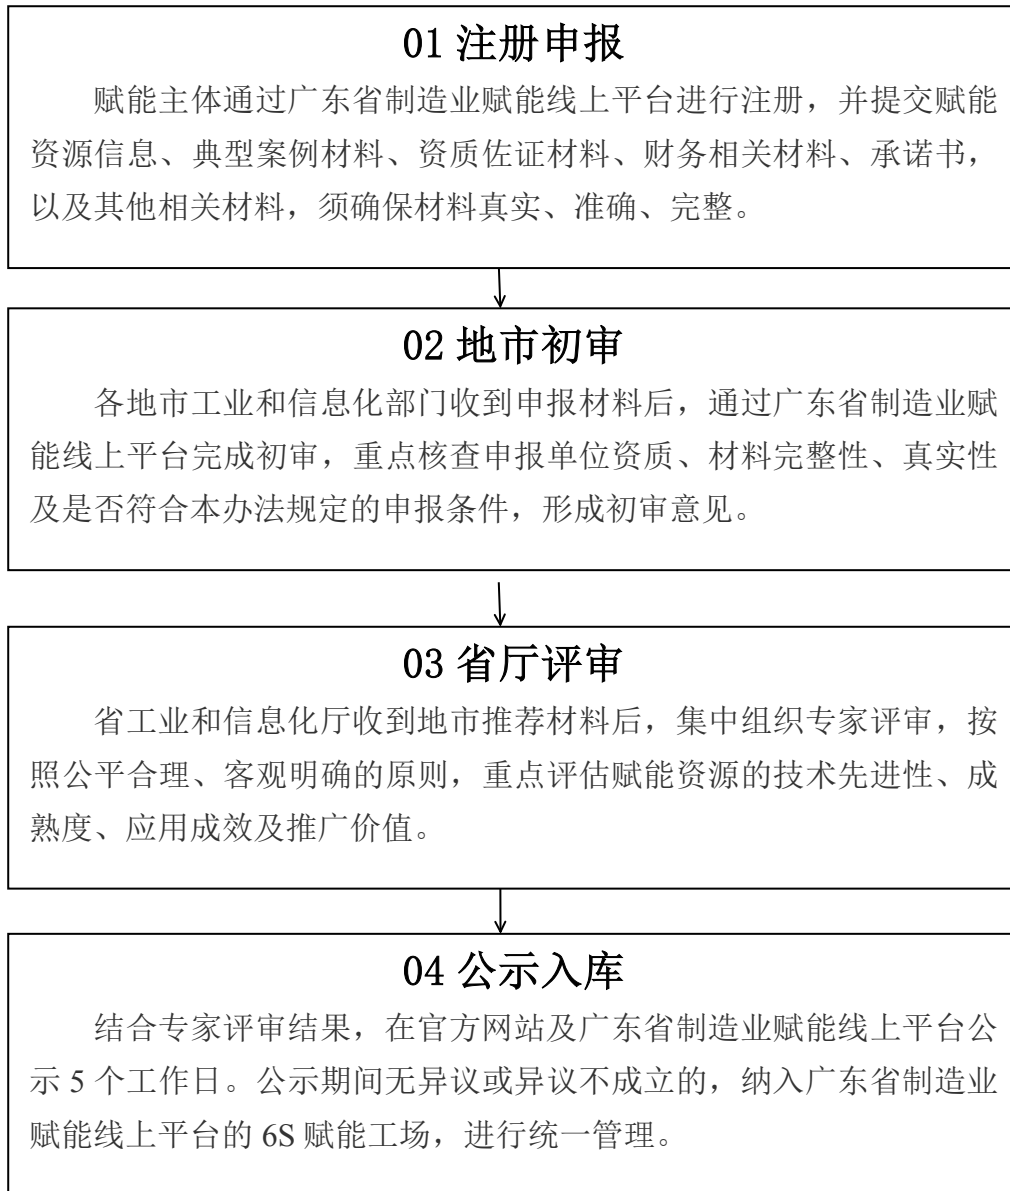 01 注册申报
赋能主体通过广东省制造业赋能线上平台进行注册，并提交赋能
资源信息、典型案例材料、资质佐证材料、财务相关材料、承诺书，
以及其他相关材料，须确保材料真实、准确、完整。
02 地市初审
各地市工业和信息化部门收到申报材料后，通过广东省制造业赋
能线上平台完成初审，重点核查申报单位资质、材料完整性、真实性
及是否符合本办法规定的申报条件，形成初审意见。
03 省厅评审
省工业和信息化厅收到地市推荐材料后，集中组织专家评审，按
照公平合理、客观明确的原则，重点评估赋能资源的技术先进性、成
熟度、应用成效及推广价值。
04 公示入库
结合专家评审结果，在官方网站及广东省制造业赋能线上平台公
示 5 个工作日。公示期间无异议或异议不成立的，纳入广东省制造业
赋能线上平台的 6S 赋能工场，进行统一管理。